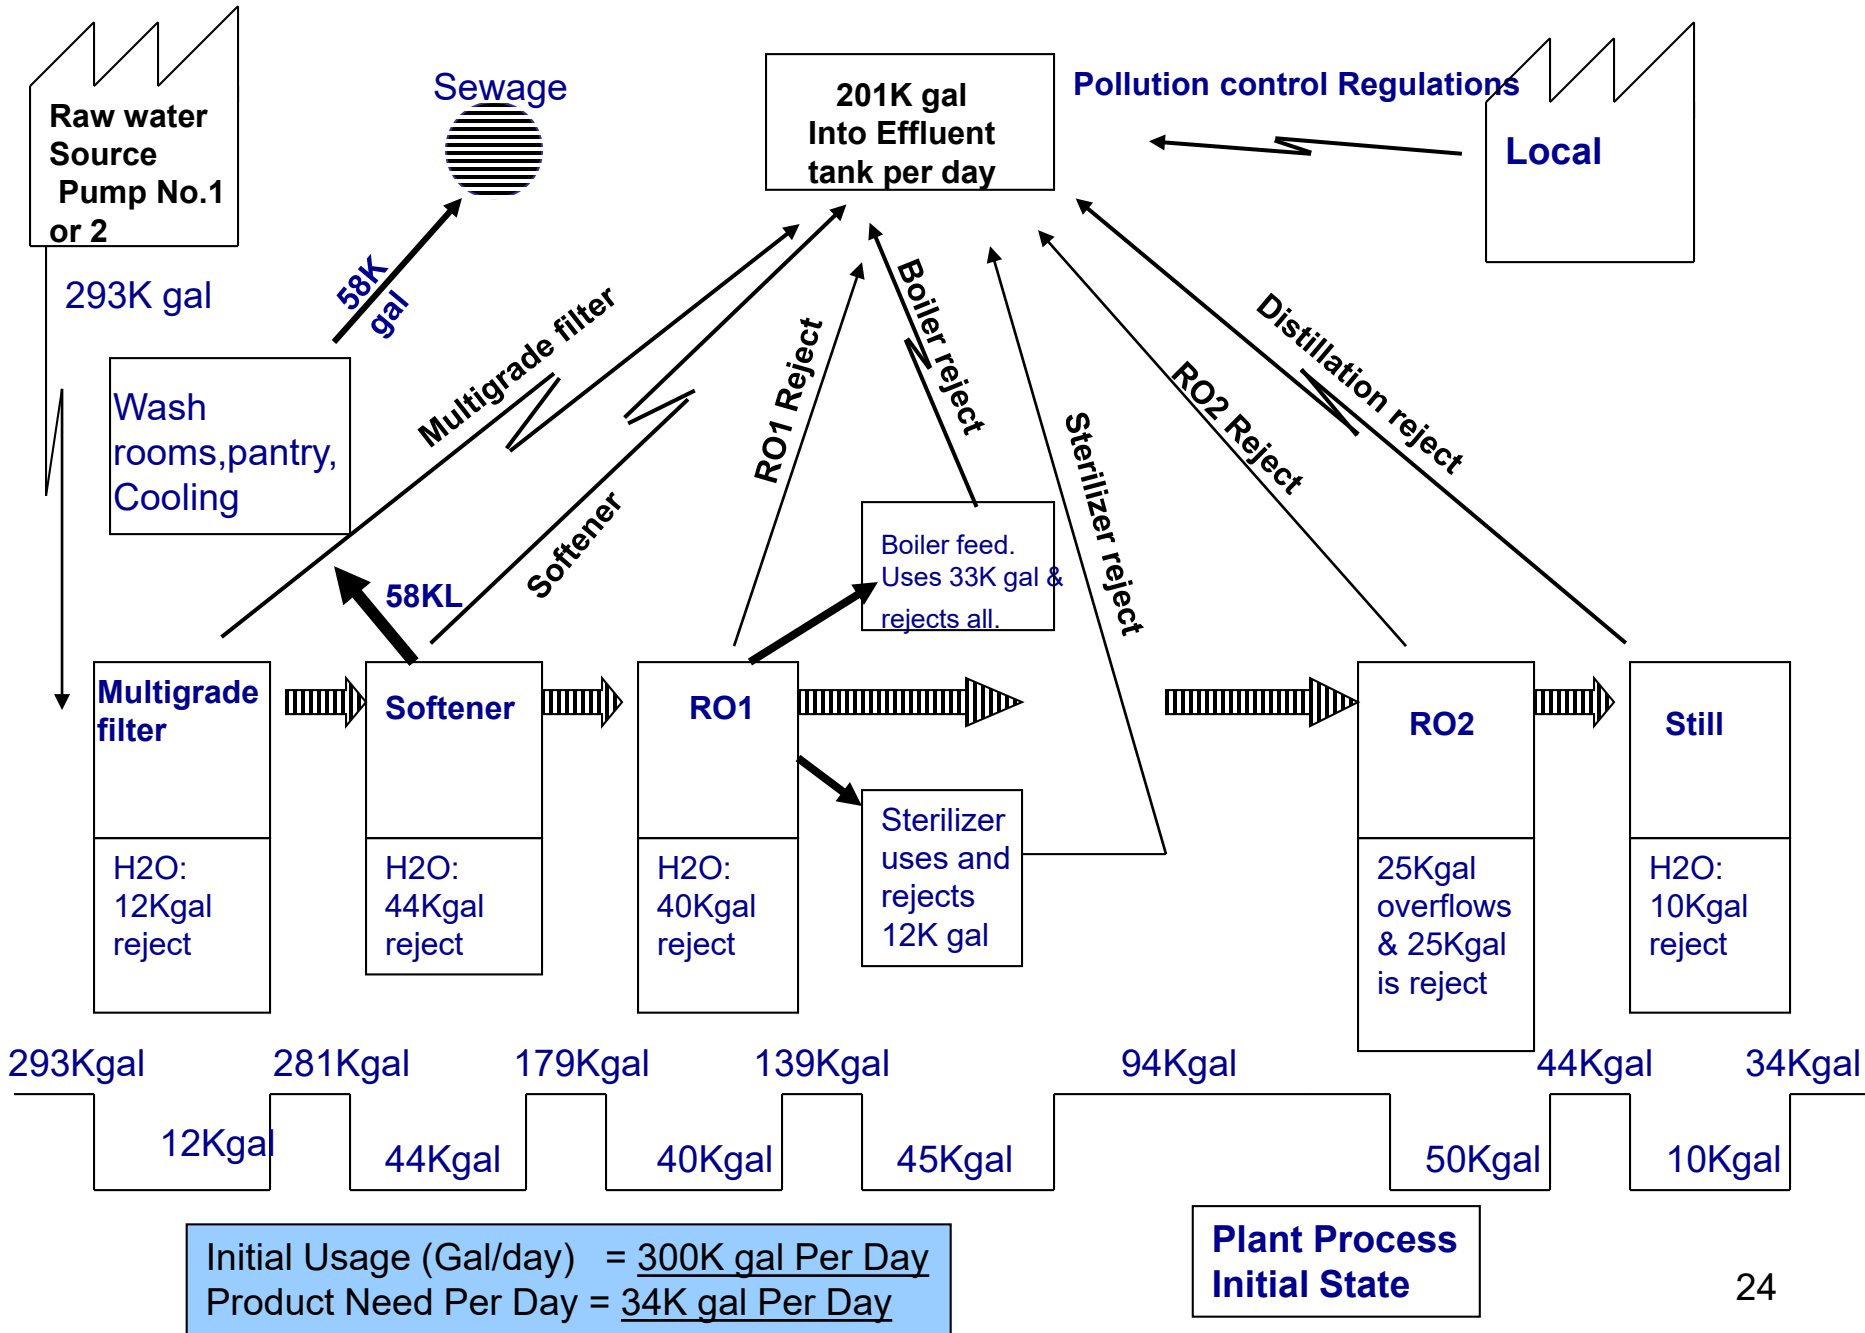 Raw water
Source
Pump No.1
or 2
293K gal
Sewage
58K
gal
Wash
rooms,pantry,
Cooling
201K gal
Into Effluent
tank per day
Pollution control Regulations
Local
Multigrade filter
Softener
RO1 Reject
Boiler reject
Sterilizer reject
RO2 Reject
Distillation reject
58KL
Boiler feed.
Uses 33K gal &
rejects all.
Multigrade
filter
Softener
RO1
RO2
Still
H2O:
12Kgal
reject
H2O:
44Kgal
reject
H2O:
40Kgal
reject
Sterilizer
uses and
rejects
12K gal
25Kgal
overflows
& 25Kgal
is reject
H2O:
10Kgal
reject
293Kgal
281Kgal
179Kgal
139Kgal
94Kgal
44Kgal
34Kgal
12Kgal
44Kgal
40Kgal
45Kgal
50Kgal
10Kgal
Initial Usage (Gal/day) = 300K gal Per Day
Product Need Per Day = 34K gal Per Day
Plant Process
Initial State
24